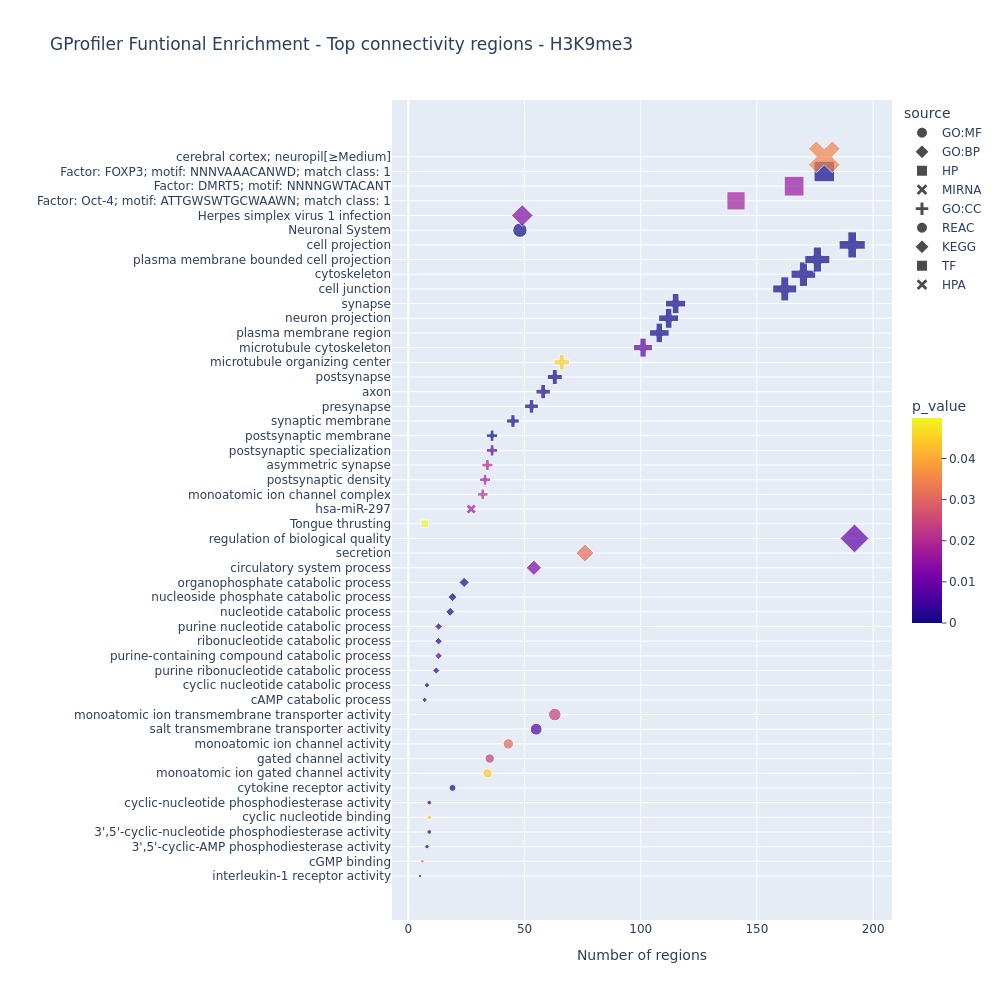 GProfiler Funtional Enrichment - Top connectivity regions - H3K9me3
cerebral cortex; neuropil[≥Medium]
Factor: FOXP3; motif: NNNVAAACANWD; match class: 1
Factor: DMRT5; motif: NNNNGWTACANT
Factor: Oct-4; motif: ATTGWSWTGCWAAWN; match class: 1
Herpes simplex virus 1 infection
Neuronal System
cell projection
plasma membrane bounded cell projection
cytoskeleton
cell junction
synapse
neuron projection
plasma membrane region
microtubule cytoskeleton
microtubule organizing center
postsynapse
axon
presynapse
synaptic membrane
postsynaptic membrane
postsynaptic specialization
asymmetric synapse
postsynaptic density
monoatomic ion channel complex
hsa-miR-297
Tongue thrusting
regulation of biological quality
secretion
circulatory system process
organophosphate catabolic process
nucleoside phosphate catabolic process
nucleotide catabolic process
purine nucleotide catabolic process
ribonucleotide catabolic process
purine-containing compound catabolic process
purine ribonucleotide catabolic process
cyclic nucleotide catabolic process
cAMP catabolic process
monoatomic ion transmembrane transporter activity
salt transmembrane transporter activity
monoatomic ion channel activity
gated channel activity
monoatomic ion gated channel activity
cytokine receptor activity
cyclic-nucleotide phosphodiesterase activity
cyclic nucleotide binding
3',5'-cyclic-nucleotide phosphodiesterase activity
3',5'-cyclic-AMP phosphodiesterase activity
cGMP binding
interleukin-1 receptor activity
0 50 100 150 200
Number of regions
source
GO:MF
GO:BP
HP
MIRNA
GO:CC
REAC
KEGG
TF
HPA
p_value
0.04
0.03
0.02
0.01
0